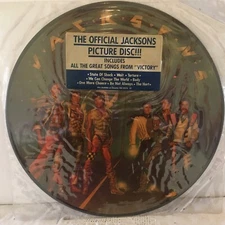 JACKSONS
THE OFFICIAL JACKSONS
PICTURE DISC!!!
INCLUDES
ALL THE GREAT SONGS FROM "VICTORY"
• State Of Shock • Wait • Torture •
• We Can Change The World • Body
• One More Chance • Be Not Always • The Hurt •